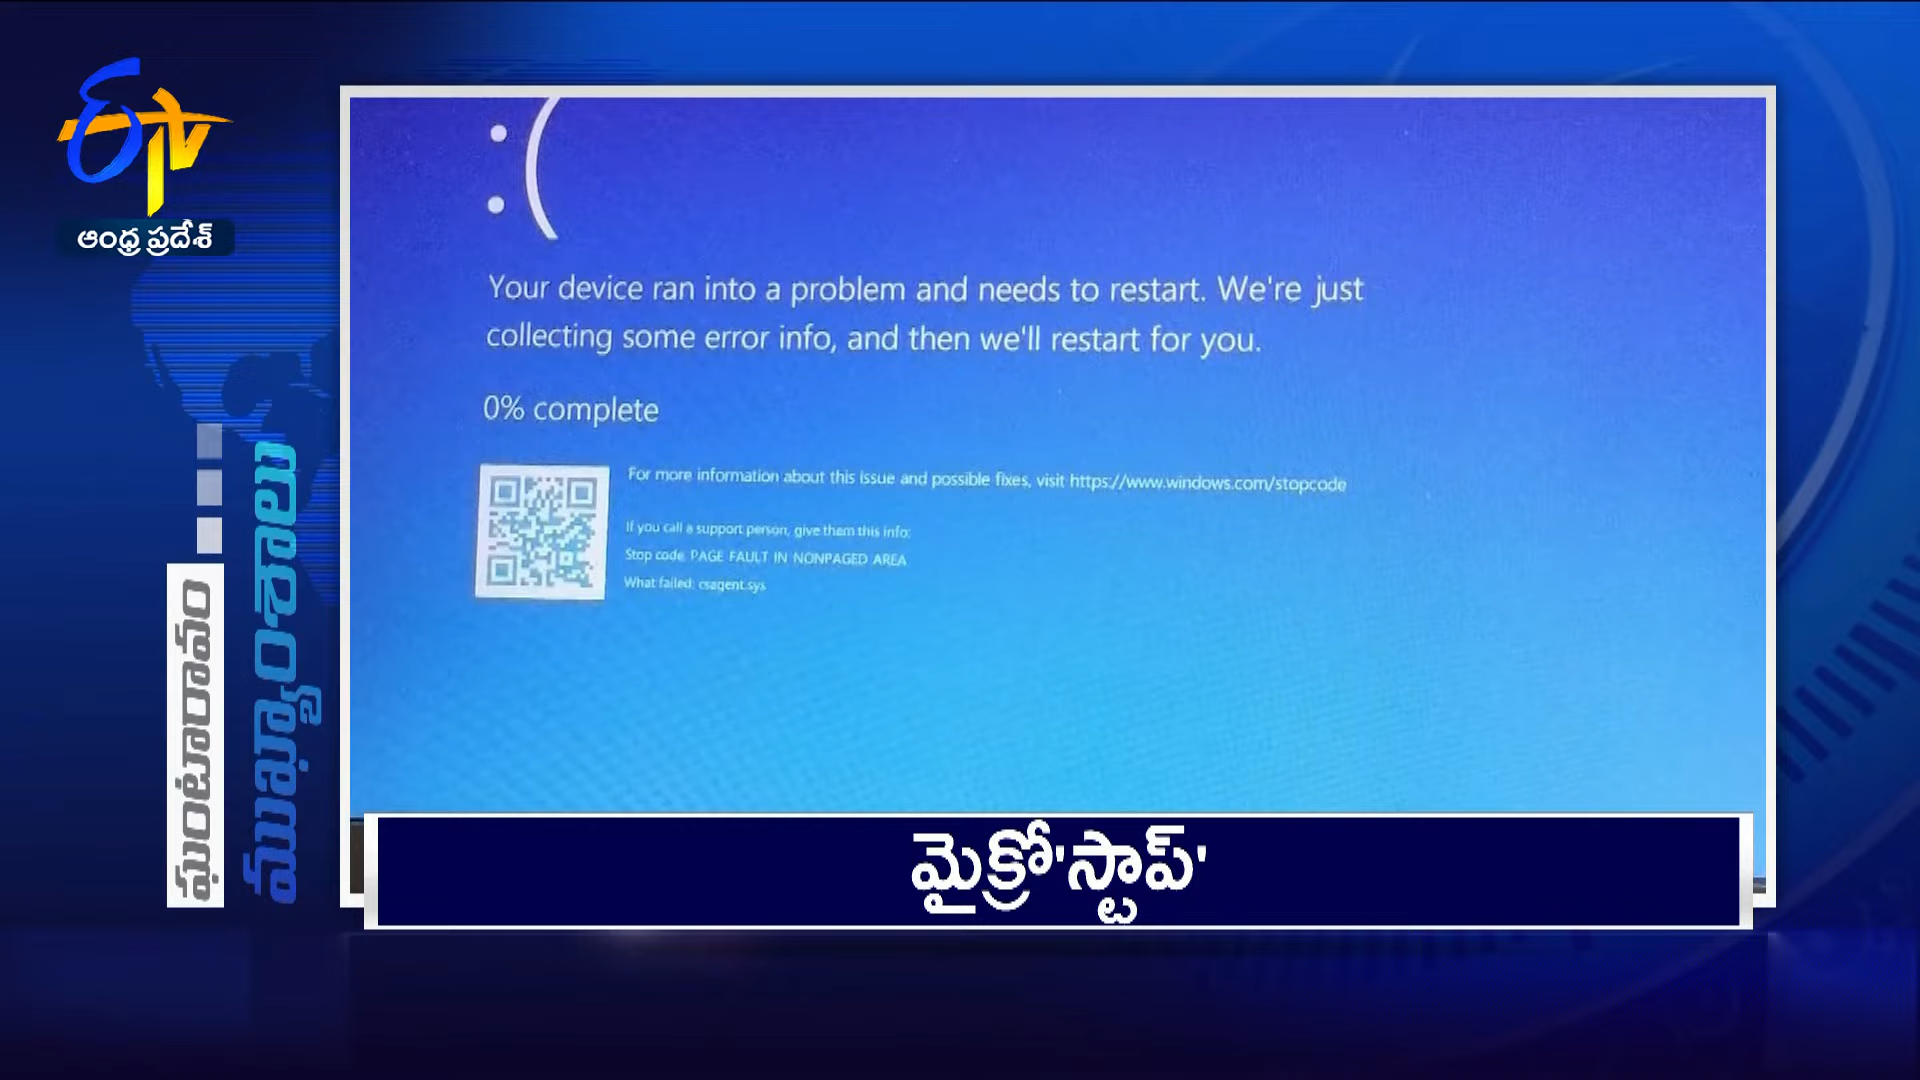 ETV
ఆంధ్ర ప్రదేశ్
ఘంటారావం
ముఖ్యాంశాలు
:(
Your device ran into a problem and needs to restart. We're just
collecting some error info, and then we'll restart for you.
0% complete
For more information about this issue and possible fixes, visit https://www.windows.com/stopcode
If you call a support person, give them this info:
Stop code: PAGE FAULT IN NONPAGED AREA
What failed: csagent.sys
మైక్రో'స్టాప్'